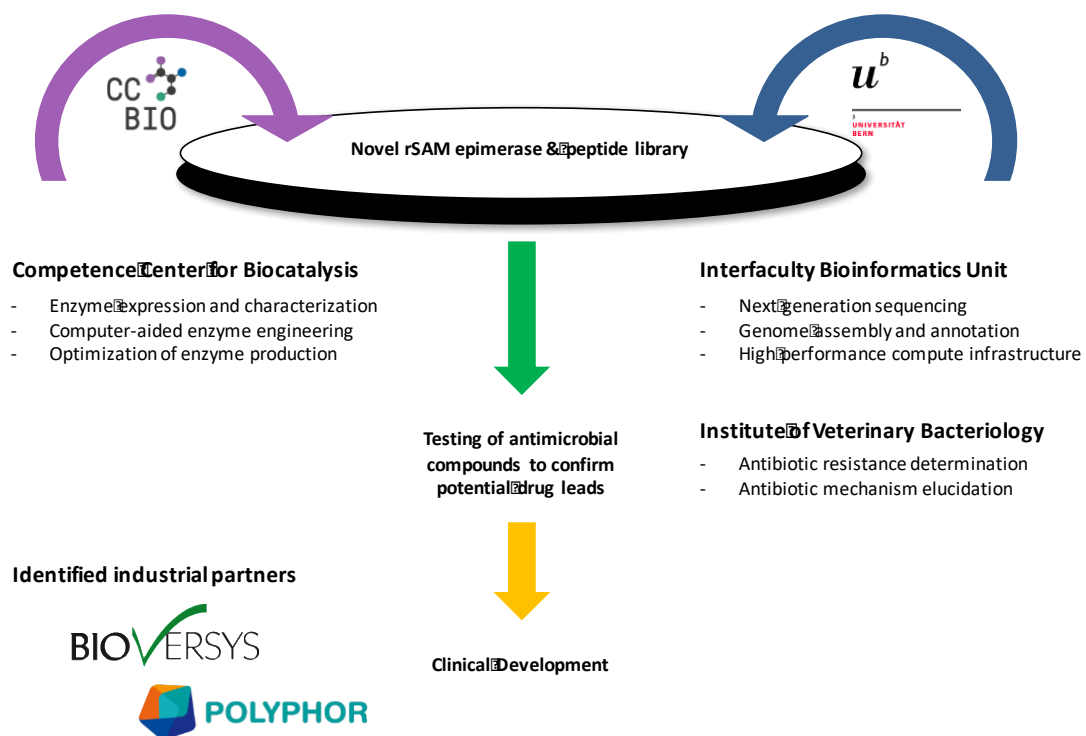 CC
BIO
u^b
b
UNIVERSITÄT
BERN
Novel rSAM epimerase & peptide library
Competence Center for Biocatalysis
- Enzyme expression and characterization
- Computer-aided enzyme engineering
- Optimization of enzyme production
Interfaculty Bioinformatics Unit
- Next generation sequencing
- Genome assembly and annotation
- High performance compute infrastructure
Testing of antimicrobial
compounds to confirm
potential drug leads
Institute of Veterinary Bacteriology
- Antibiotic resistance determination
- Antibiotic mechanism elucidation
Identified industrial partners
BIOVERSYS
POLYPHOR
Clinical Development